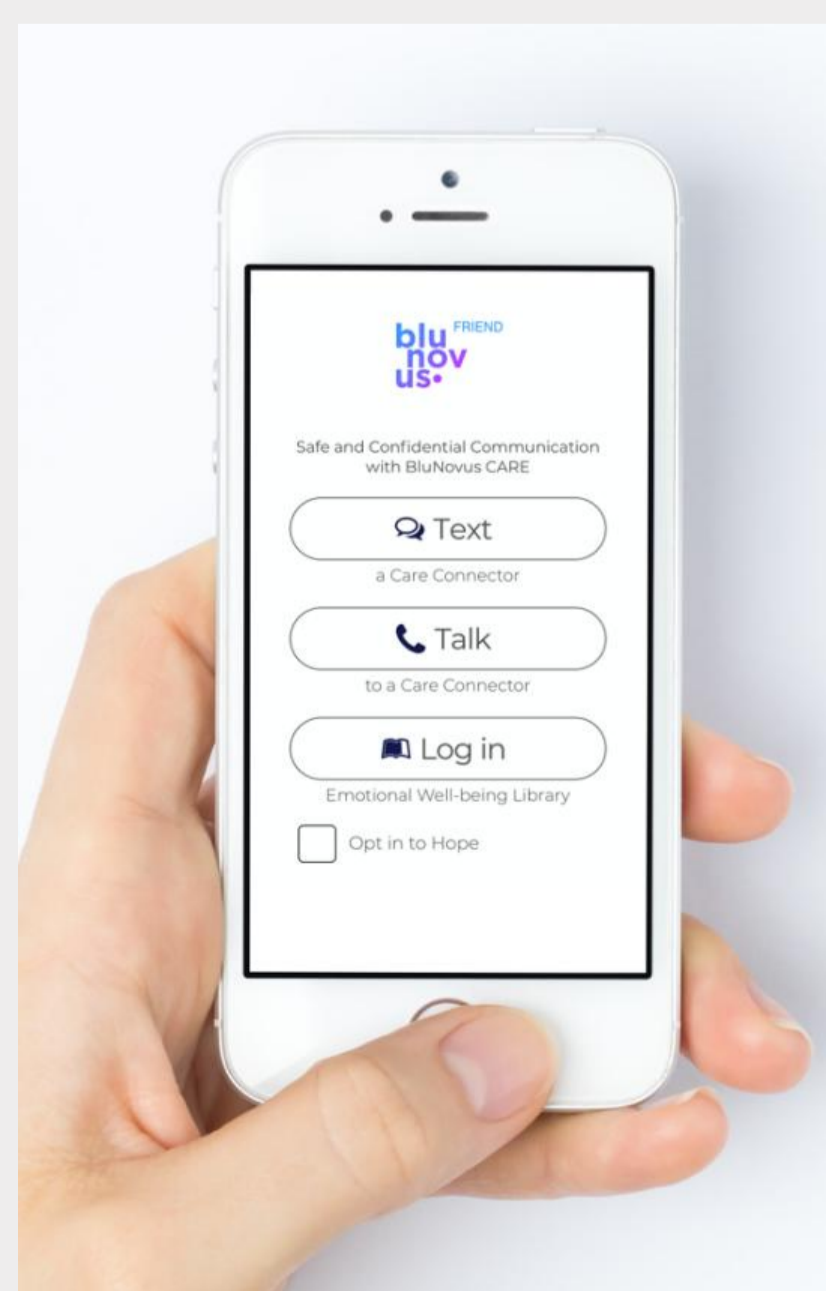 blu FRIEND
nov
us•
Safe and Confidential Communication
with BluNovus CARE
Text
a Care Connector
Talk
to a Care Connector
Log in
Emotional Well-being Library
Opt in to Hope